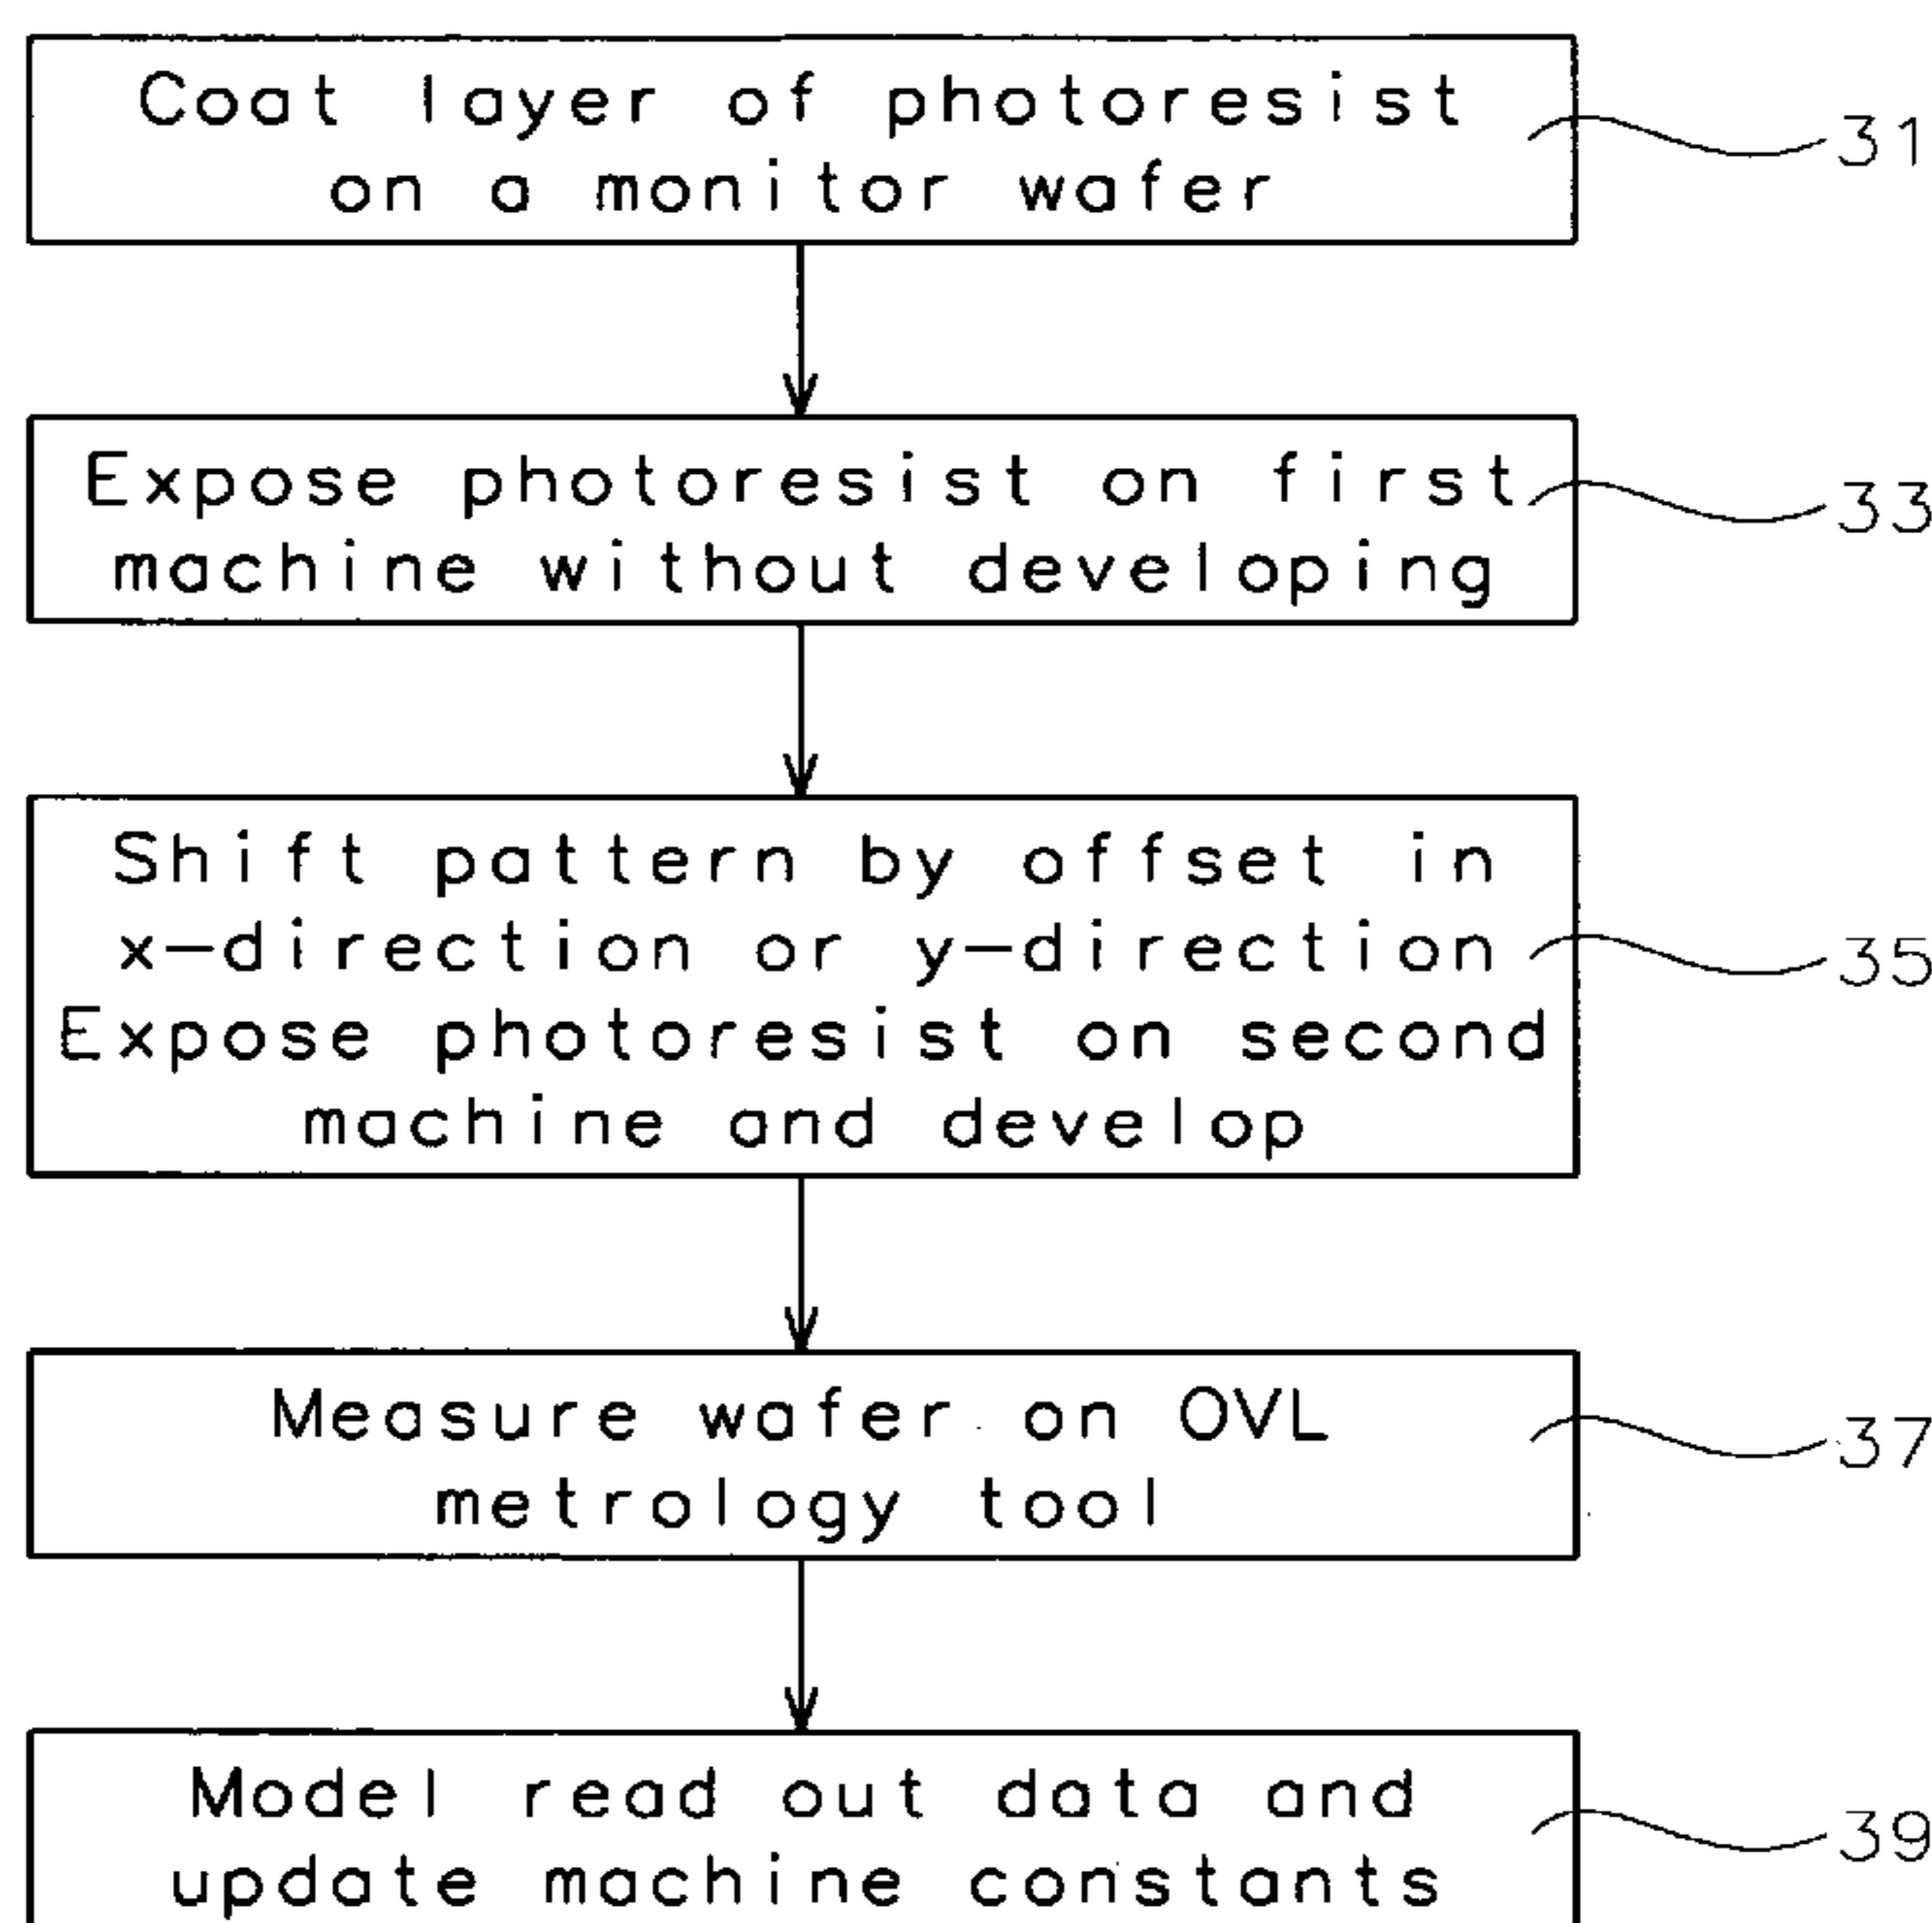 Coat layer of photoresist
on a monitor wafer
31
Expose photoresist on first
machine without developing
33
Shift pattern by offset in
x-direction or y-direction
Expose photoresist on second
machine and develop
35
Measure wafer on OVL
metrology tool
37
Model read out data and
update machine constants
39